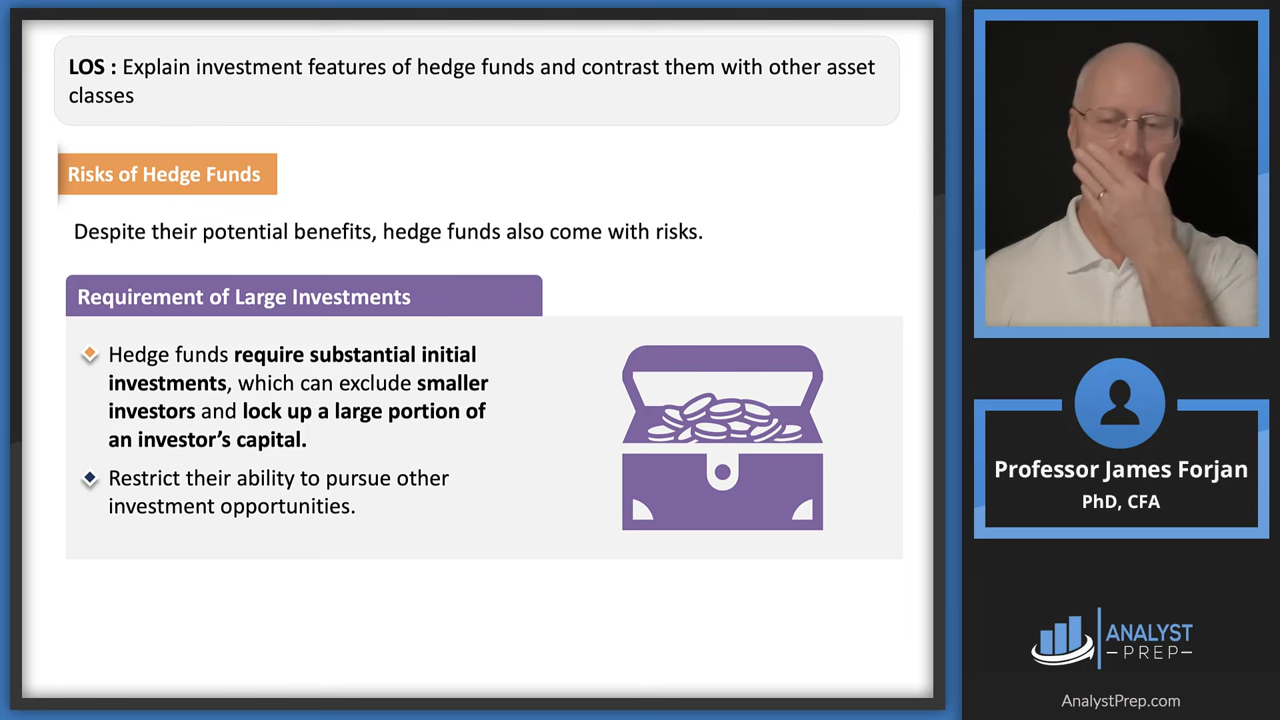 LOS : Explain investment features of hedge funds and contrast them with other asset
classes
Risks of Hedge Funds
Despite their potential benefits, hedge funds also come with risks.
Requirement of Large Investments
Hedge funds require substantial initial
investments, which can exclude smaller
investors and lock up a large portion of
an investor’s capital.
Restrict their ability to pursue other
investment opportunities.
Professor James Forjan
PhD, CFA
ANALYST
PREP
AnalystPrep.com